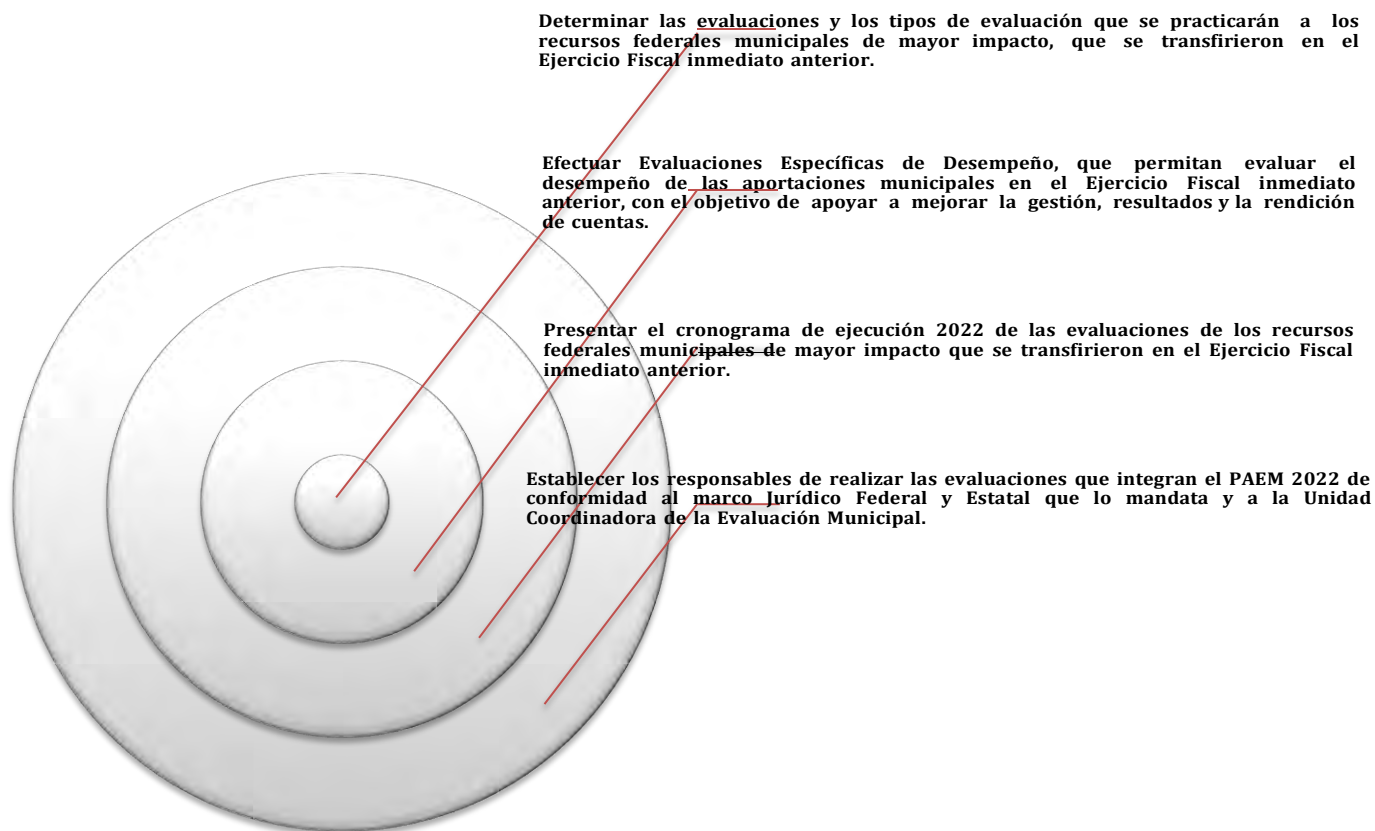 Determinar las evaluaciones y los tipos de evaluación que se practicarán a los
recursos federales municipales de mayor impacto, que se transfirieron en el
Ejercicio Fiscal inmediato anterior.
Efectuar Evaluaciones Específicas de Desempeño, que permitan evaluar el
desempeño de las aportaciones municipales en el Ejercicio Fiscal inmediato
anterior, con el objetivo de apoyar a mejorar la gestión, resultados y la rendición
de cuentas.
Presentar el cronograma de ejecución 2022 de las evaluaciones de los recursos
federales municipales de mayor impacto que se transfirieron en el Ejercicio Fiscal
inmediato anterior.
Establecer los responsables de realizar las evaluaciones que integran el PAEM 2022 de
conformidad al marco Jurídico Federal y Estatal que lo mandata y a la Unidad
Coordinadora de la Evaluación Municipal.